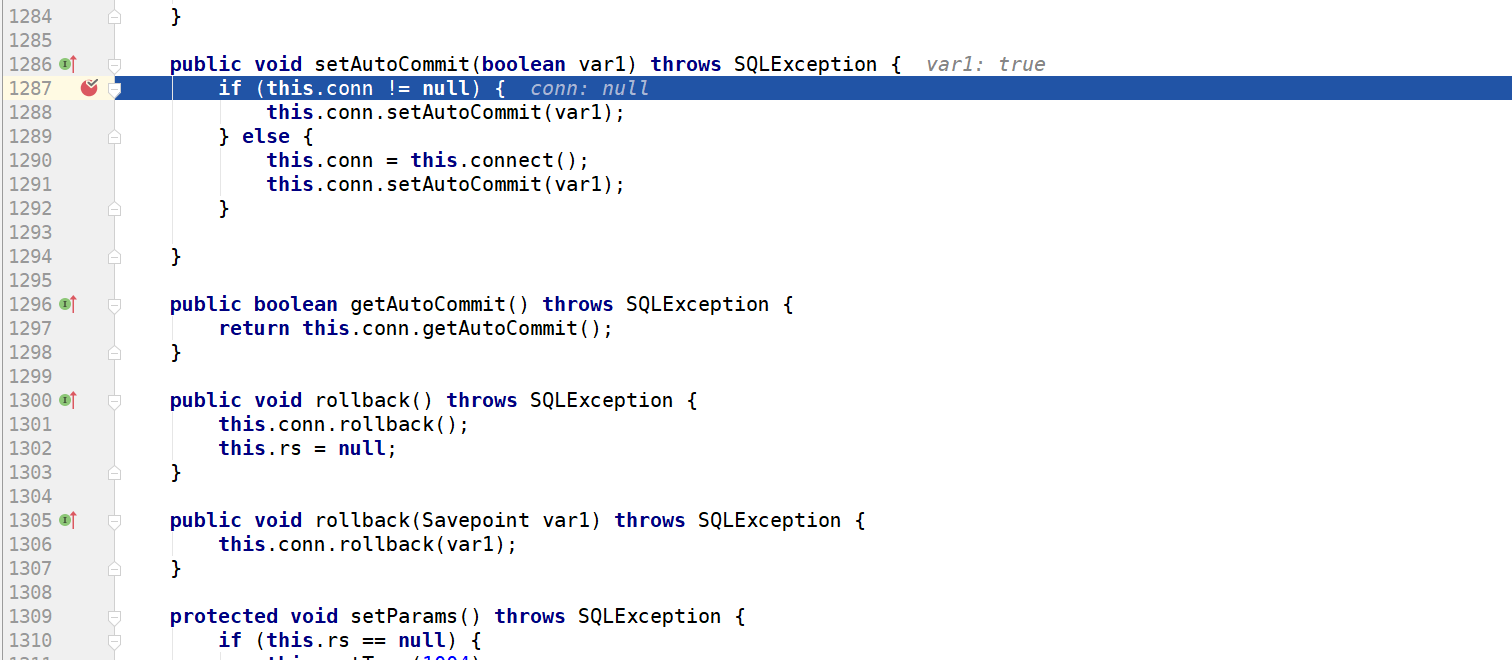 1284 }
1285
1286 public void setAutoCommit(boolean var1) throws SQLException { var1: true
1287 if (this.conn != null) { conn: null
1288 this.conn.setAutoCommit(var1);
1289 } else {
1290 this.conn = this.connect();
1291 this.conn.setAutoCommit(var1);
1292 }
1293
1294 }
1295
1296 public boolean getAutoCommit() throws SQLException {
1297 return this.conn.getAutoCommit();
1298 }
1299
1300 public void rollback() throws SQLException {
1301 this.conn.rollback();
1302 this.rs = null;
1303 }
1304
1305 public void rollback(Savepoint var1) throws SQLException {
1306 this.conn.rollback(var1);
1307 }
1308
1309 protected void setParams() throws SQLException {
1310 if (this.rs == null) {